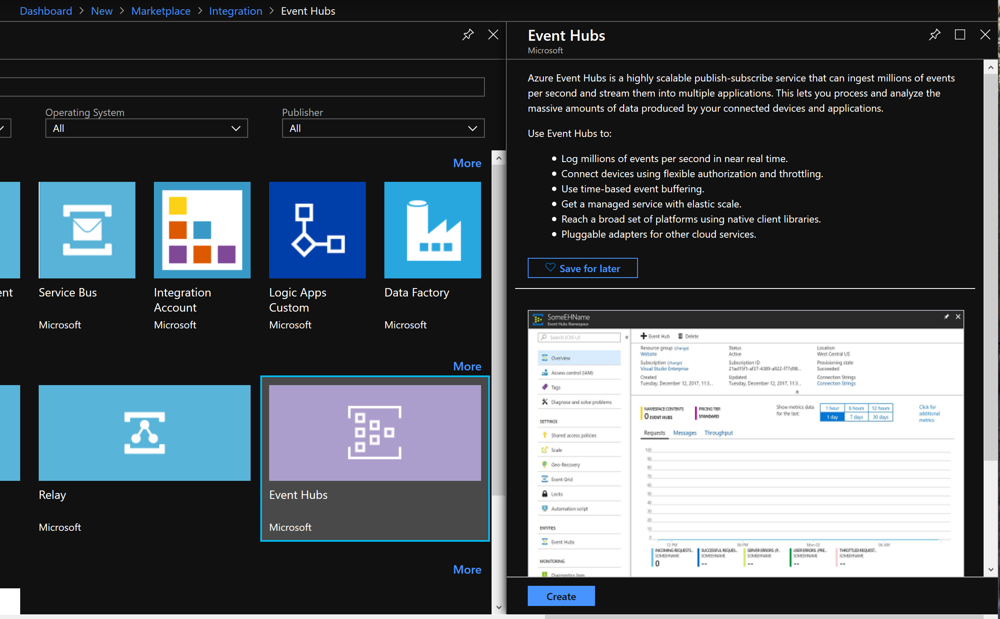 Dashboard > New > Marketplace > Integration > Event Hubs
Operating System
All
Publisher
All
More
ent
Service Bus
Microsoft
Integration
Account
Microsoft
Logic Apps
Custom
Microsoft
Data Factory
Microsoft
More
Relay
Microsoft
Event Hubs
Microsoft
More
Event Hubs
Microsoft
Azure Event Hubs is a highly scalable publish-subscribe service that can ingest millions of events
per second and stream them into multiple applications. This lets you process and analyze the
massive amounts of data produced by your connected devices and applications.
Use Event Hubs to:
Log millions of events per second in near real time.
Connect devices using flexible authorization and throttling.
Use time-based event buffering.
Get a managed service with elastic scale.
Reach a broad set of platforms using native client libraries.
Pluggable adapters for other cloud services.
Save for later
SomeEHName
Event Hubs Namespace
Search (Ctrl+/)
Overview
Access control (IAM)
Tags
Diagnose and solve problems
SETTINGS
Shared access policies
Scale
Geo-Recovery
Event Grid
Locks
Automation script
ENTITIES
Event Hubs
MONITORING
Diagnostics logs
Event Hub
Delete
Resource group (change)
Website
Subscription (change)
Visual Studio Enterprise
Created
Tuesday, December 12, 2017, 11:3...
Status
Active
Subscription ID
21ad15f1-af37-4389-a922-f77d98...
Updated
Tuesday, December 12, 2017, 11:3...
Location
West Central US
Provisioning state
Succeeded
Connection Strings
Connection Strings
NAMESPACE CONTENTS
0 EVENT HUBS
PRICING TIER
STANDARD
Show metrics data
for the last:
1 hour 6 hours 12 hours
1 day 7 days 30 days
Click for
additional
metrics
Requests Messages Throughput
100
90
80
70
60
50
40
30
20
10
0
12 PM 06 PM Mon 02 06 AM
INCOMING REQUESTS...
SOMEEHNAME
0
SUCCESSFUL REQUES...
SOMEEHNAME
--
SERVER ERRORS. (P...
SOMEEHNAME
--
USER ERRORS. (PRE...
SOMEEHNAME
--
THROTTLED REQUEST...
SOMEEHNAME
--
Create